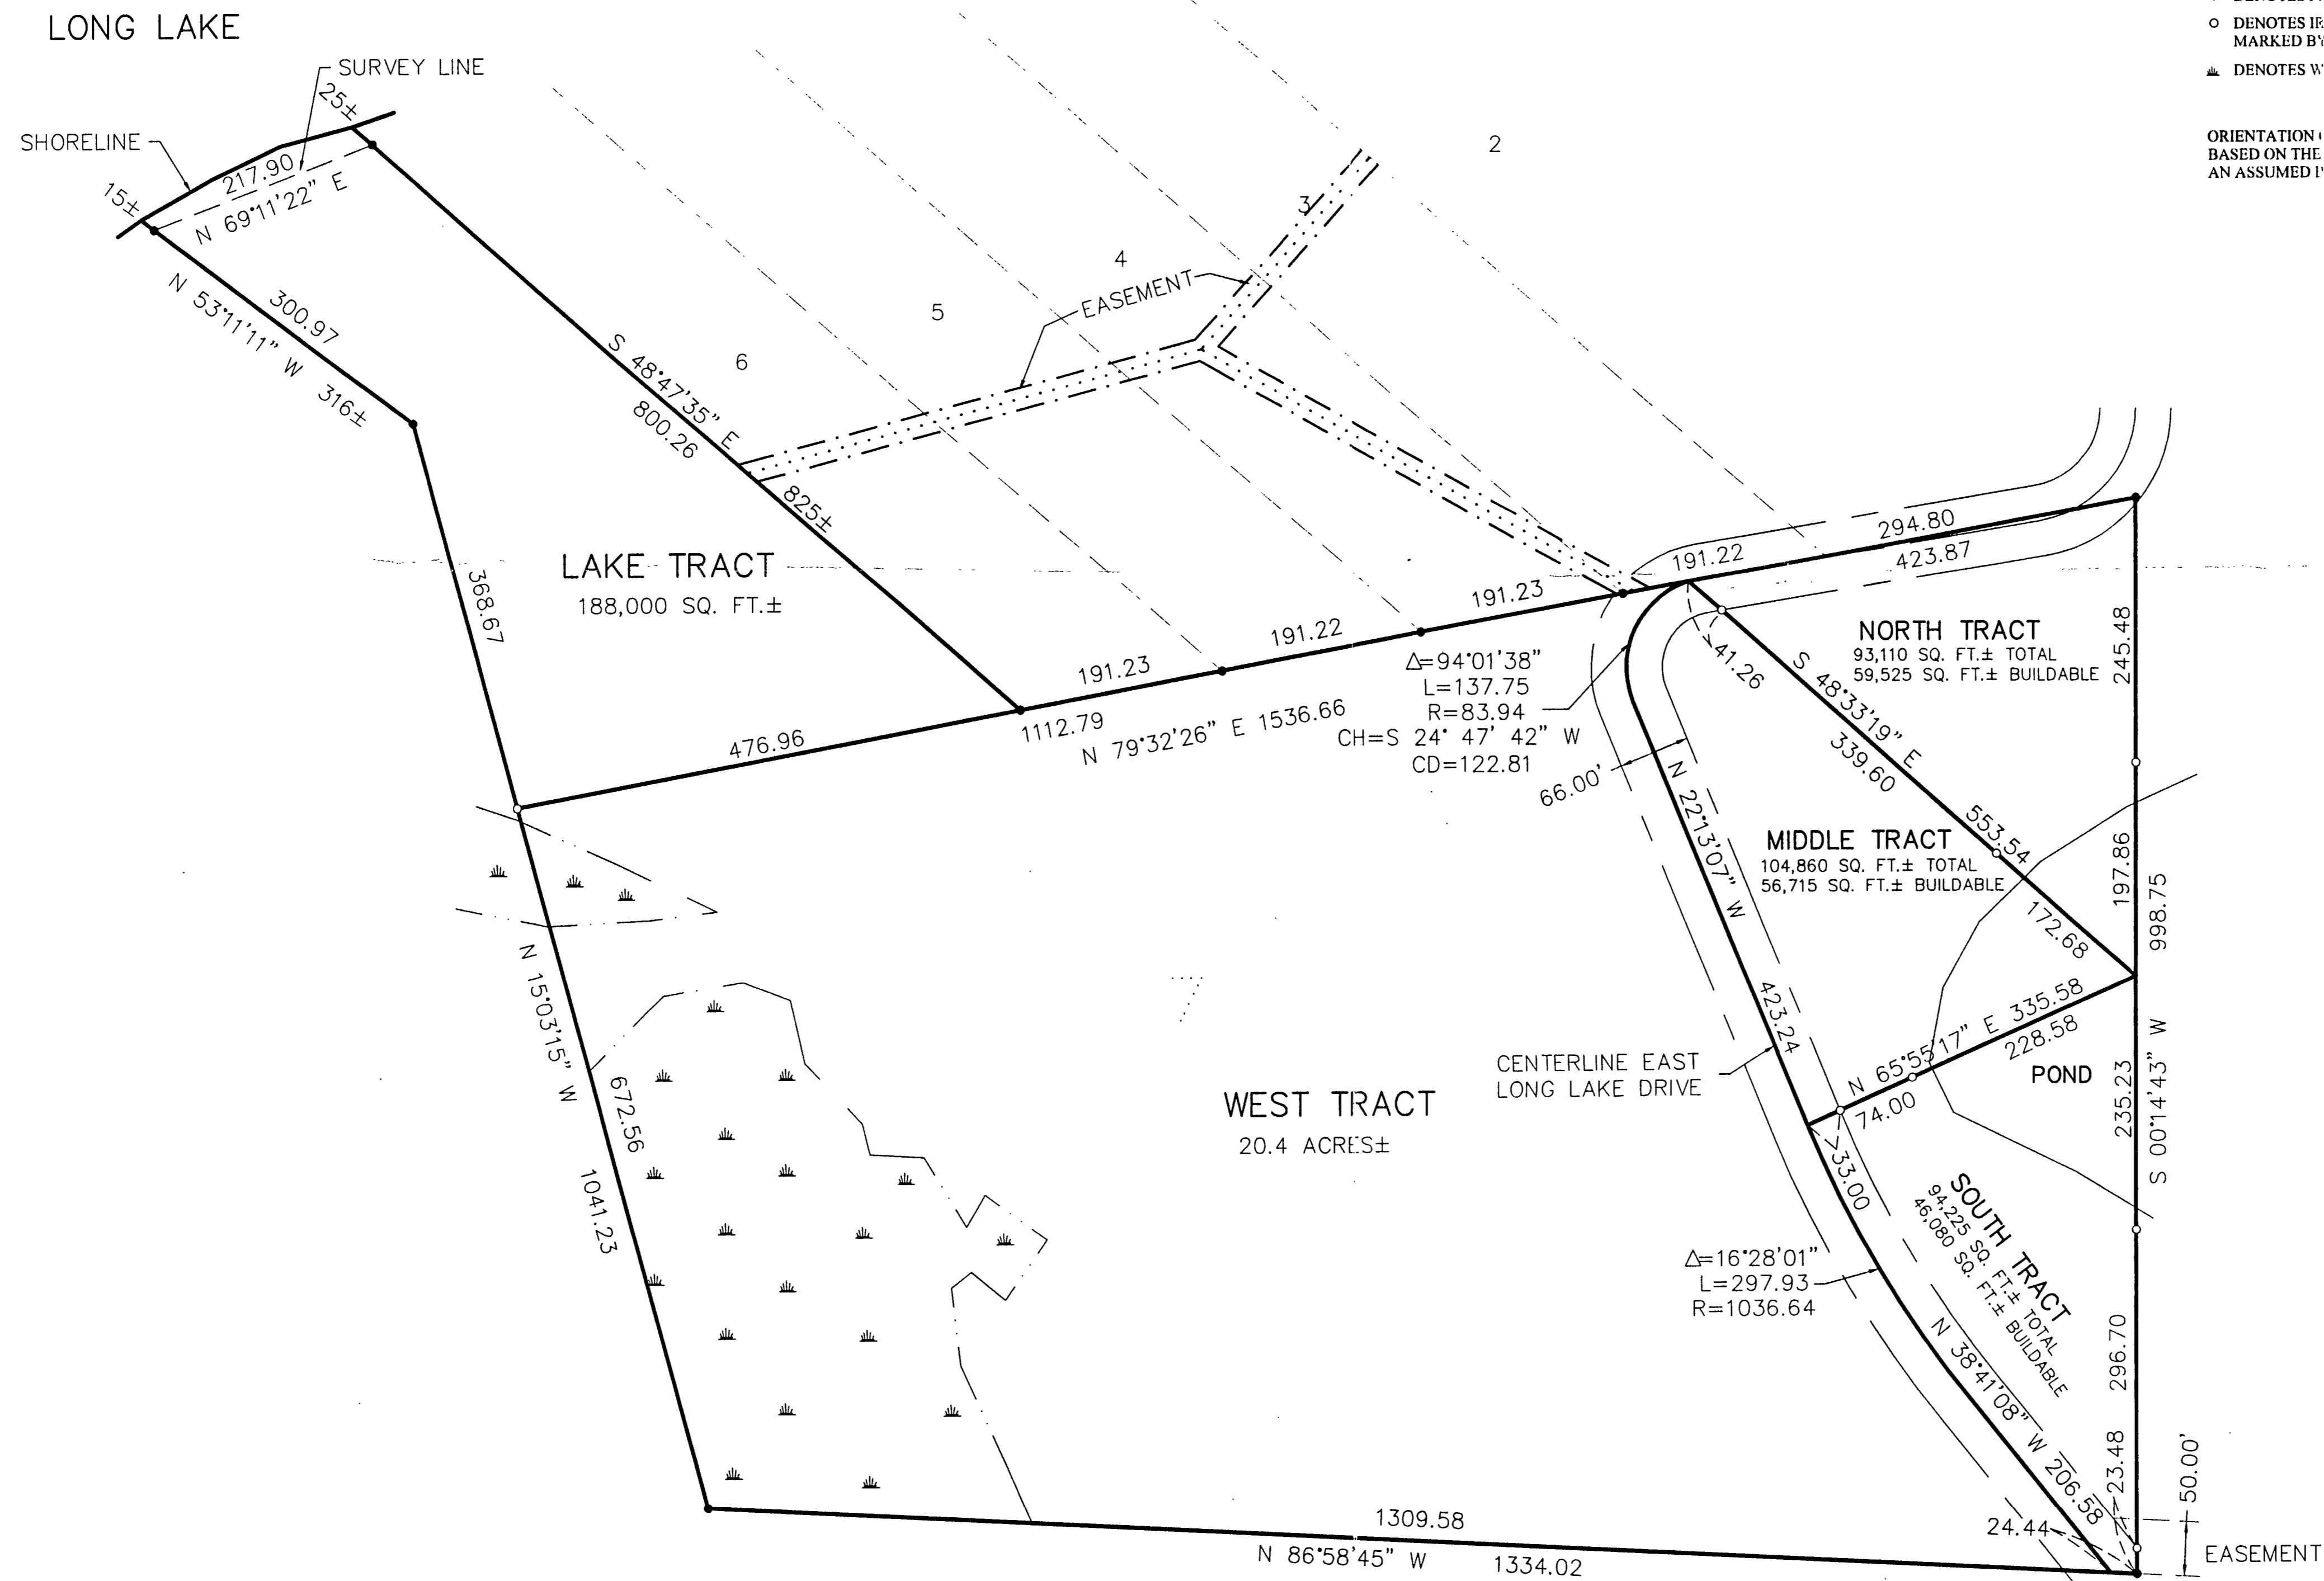 LONG LAKE
SURVEY LINE
25±
SHORELINE
217.90
N 69°11'22" E
15±
300.97
N 53°11'11" W 316±
S 48°47'35" E
800.26
825±
EASEMENT
2
3
4
5
6
○ DENOTES
MARKED
DENOTES
ORIENTATION
BASED ON THE
AN ASSUMED
LAKE TRACT
188,000 SQ. FT.±
368.67
476.96
191.23
191.22
191.23
191.22
294.80
423.87
1112.79
N 79°32'26" E 1536.66
Δ=94°01'38"
L=137.75
R=83.94
CH=S 24° 47' 42" W
CD=122.81
66.00'
41.26
NORTH TRACT
93,110 SQ. FT.± TOTAL
59,525 SQ. FT.± BUILDABLE
245.48
S 48°33'19" E
339.60
553.54
172.68
MIDDLE TRACT
104,860 SQ. FT.± TOTAL
56,715 SQ. FT.± BUILDABLE
197.86
998.75
S 00°14'43" W
N 22°13'07" W
423.24
N 65°55'17" E 335.58
228.58
74.00
33.00
POND
235.23
CENTERLINE EAST
LONG LAKE DRIVE
WEST TRACT
20.4 ACRES±
N 15°03'15" W
672.56
1041.23
SOUTH TRACT
94,225 SQ. FT.± TOTAL
46,080 SQ. FT.± BUILDABLE
Δ=16°28'01"
L=297.93
R=1036.64
N 38°41'08" W
206.58
296.70
23.48
50.00'
24.44
EASEMENT
1309.58
N 86°58'45" W 1334.02